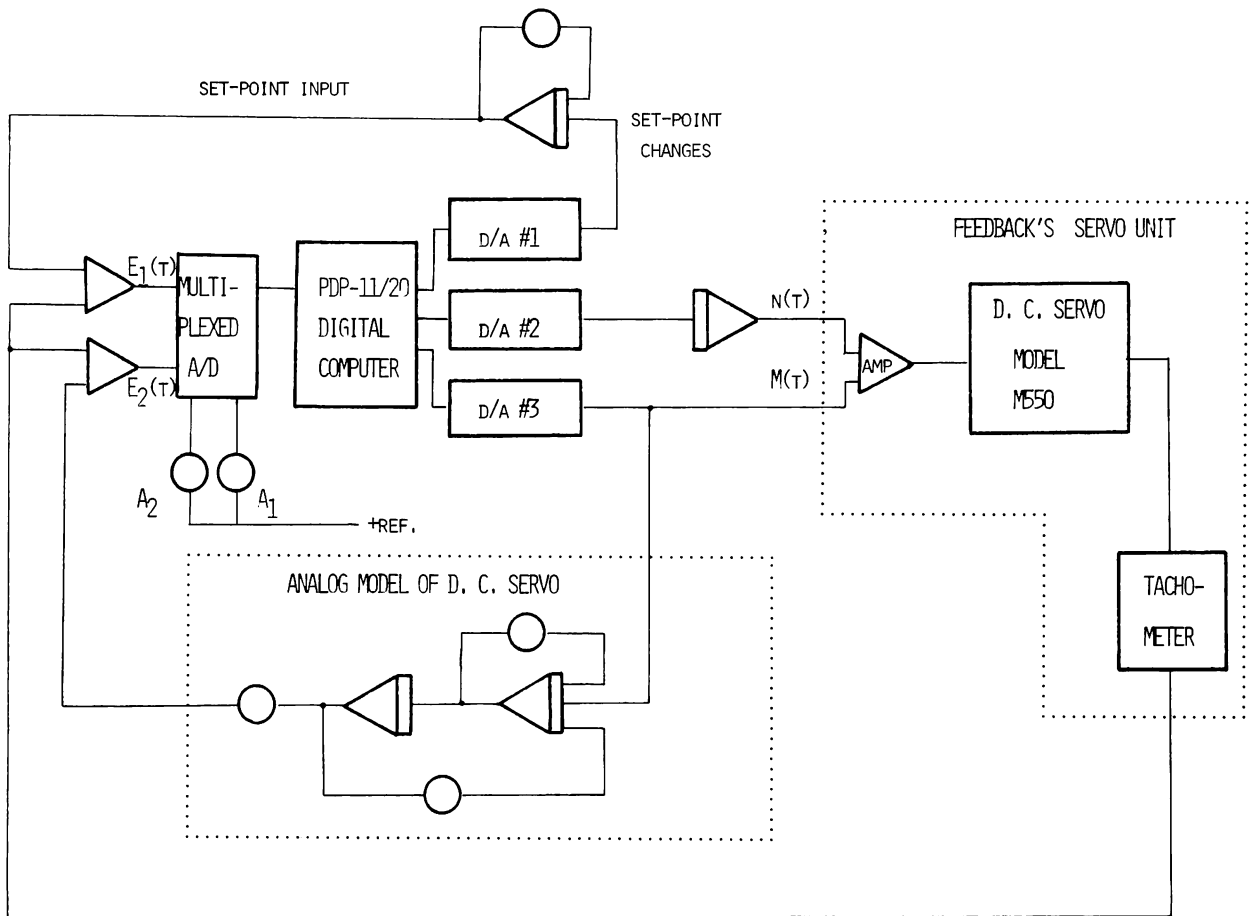 SET-POINT INPUT
SET-POINT
CHANGES
D/A #1
FEEDBACK'S SERVO UNIT
E1(T)
MULTI-
PLEXED
A/D
PDP-11/20
DIGITAL
COMPUTER
D/A #2
N(T)
D. C. SERVO
MODEL
M550
AMP
E2(T)
D/A #3
M(T)
A2
A1
+REF.
ANALOG MODEL OF D. C. SERVO
TACHO-
METER